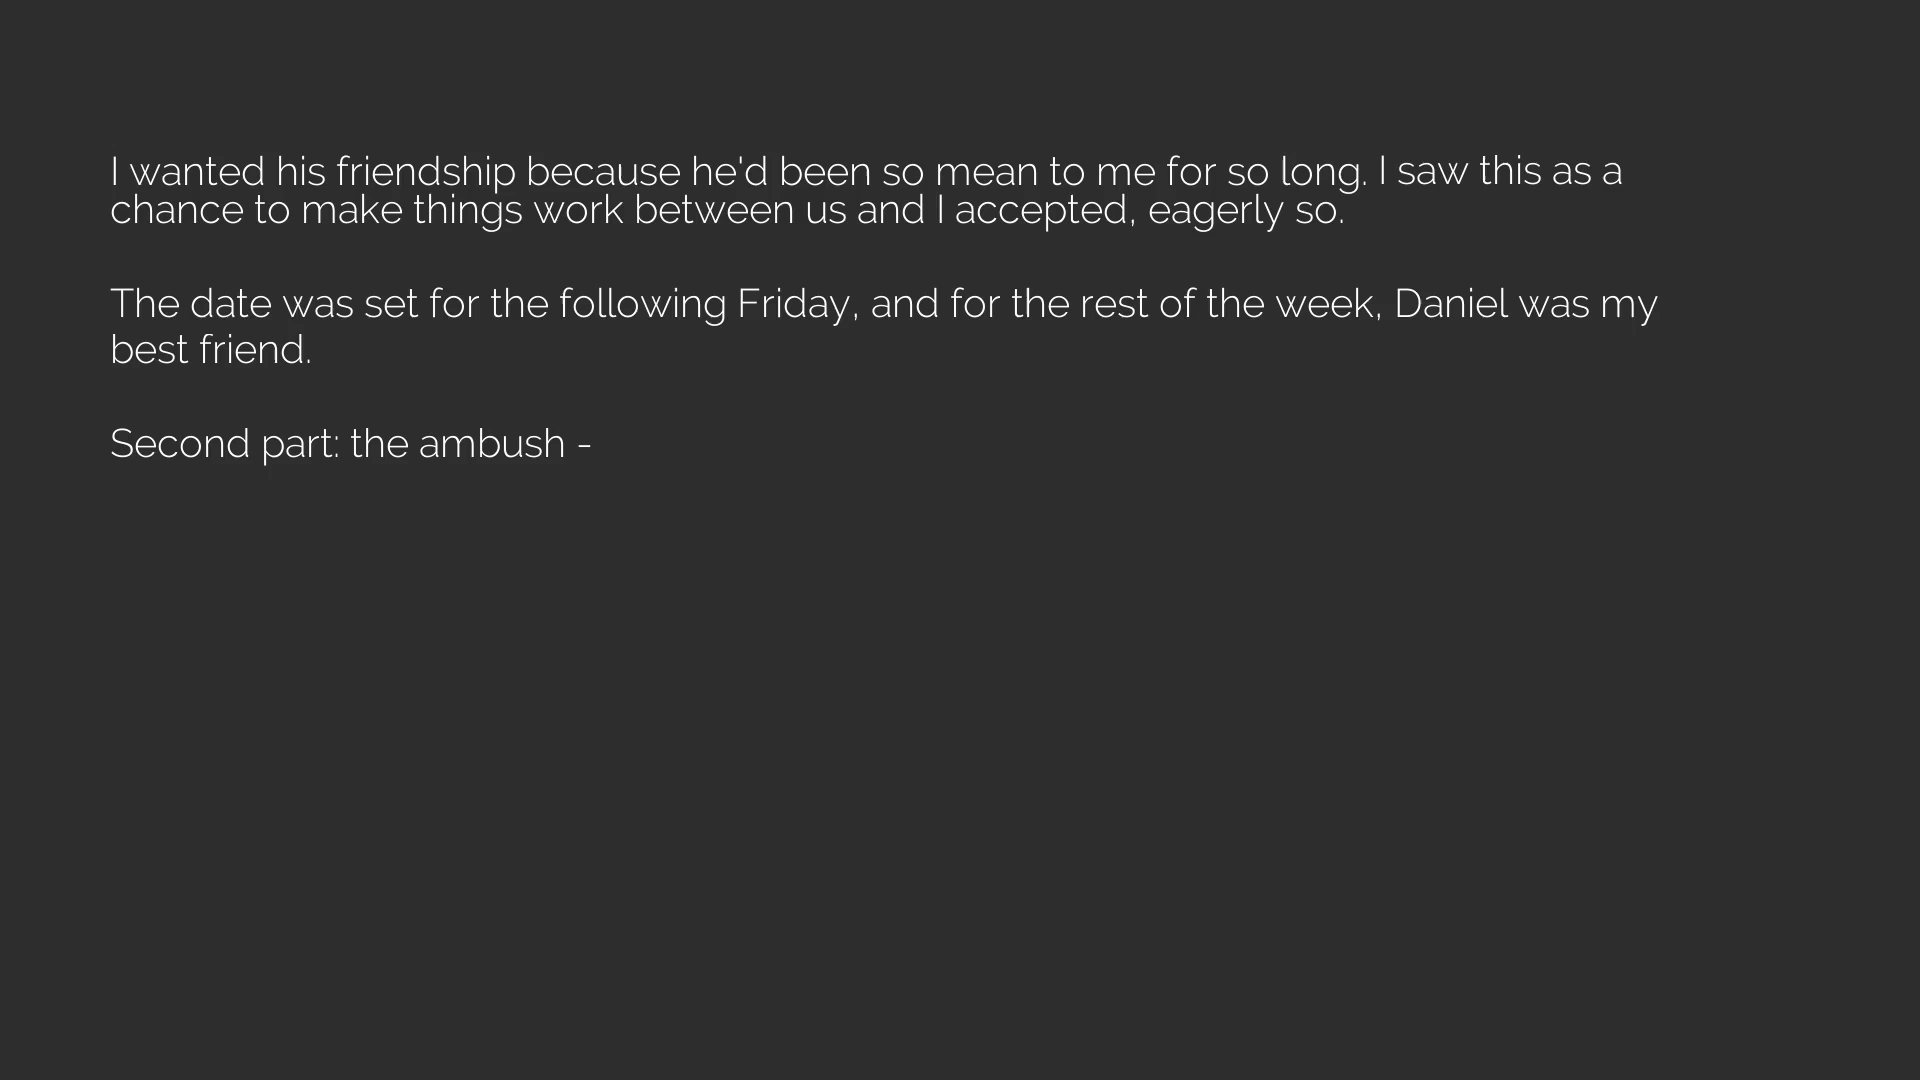 I wanted his friendship because he'd been so mean to me for so long. I saw this as a
chance to make things work between us and I accepted, eagerly so.
The date was set for the following Friday, and for the rest of the week, Daniel was my
best friend.
Second part: the ambush -